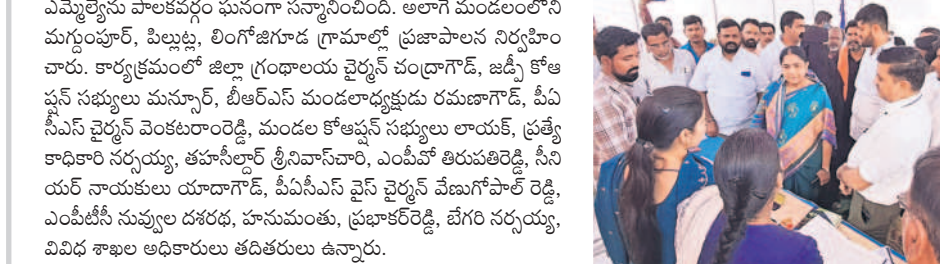 ఎమ్మెల్యేను పాలకవర్గం ఘనంగా సన్మానించింది. అలాగే మండలంలోని
మగ్దుంపూర్, పిల్లుట్ల, లింగోజిగూడ గ్రామాల్లో ప్రజాపాలన నిర్వహిం
చారు. కార్యక్రమంలో జిల్లా గ్రంథాలయ చైర్మన్ చంద్రాగౌడ్, జడ్పీ కోఆ
ప్షన్ సభ్యులు మన్సూర్, బీఆర్ఎస్ మండలాధ్యక్షుడు రమణాగౌడ్, పీఏ
సీఎస్ చైర్మన్ వెంకటరాంరెడ్డి, మండల కోఆప్షన్ సభ్యులు లాయక్, ప్రత్యే
కాధికారి నర్సయ్య, తహసీల్దార్ శ్రీనివాస్‌చారి, ఎంపీవో తిరుపతిరెడ్డి, సీని
యర్ నాయకులు యాదాగౌడ్, పీఏసీఎస్ వైస్ చైర్మన్ వేణుగోపాల్ రెడ్డి,
ఎంపీటీసీ నువ్వుల దశరథ, హనుమంతు, ప్రభాకర్‌రెడ్డి, బేగరి నర్సయ్య,
వివిధ శాఖల అధికారులు తదితరులు ఉన్నారు.